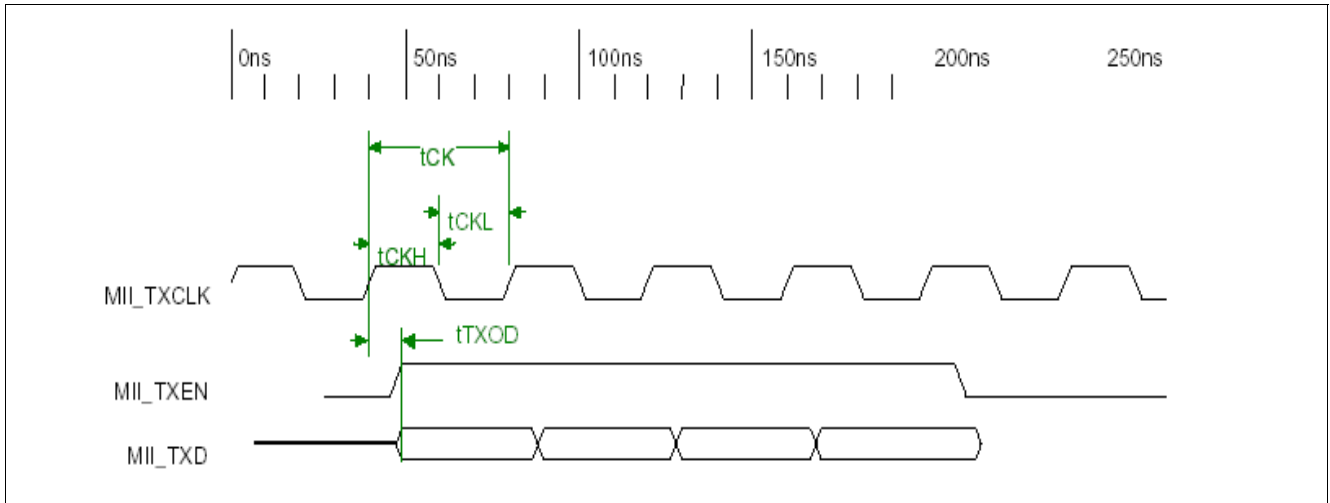 0ns 50ns 100ns 150ns 200ns 250ns
tCK
tCKL
tCKH
MII_TXCLK
tTXOD
MII_TXEN
MII_TXD